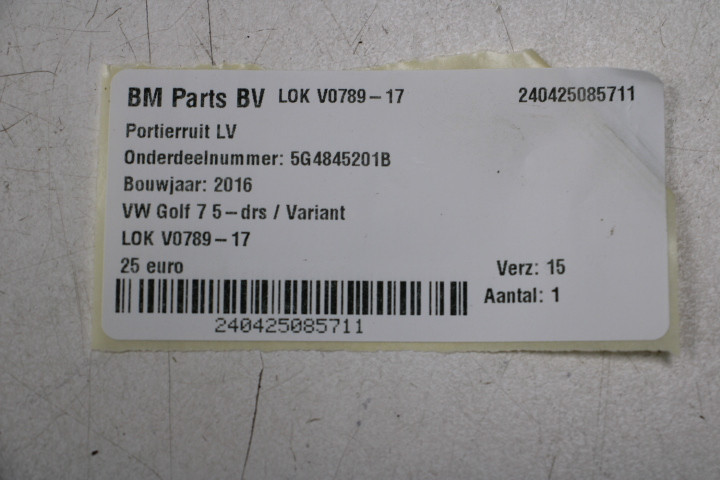 BM Parts BV LOK V0789-17 240425085711
Portierruit LV
Onderdeelnummer: 5G4845201B
Bouwjaar: 2016
VW Golf 7 5-drs / Variant
LOK V0789-17
25 euro Verz: 15
Aantal: 1
240425085711